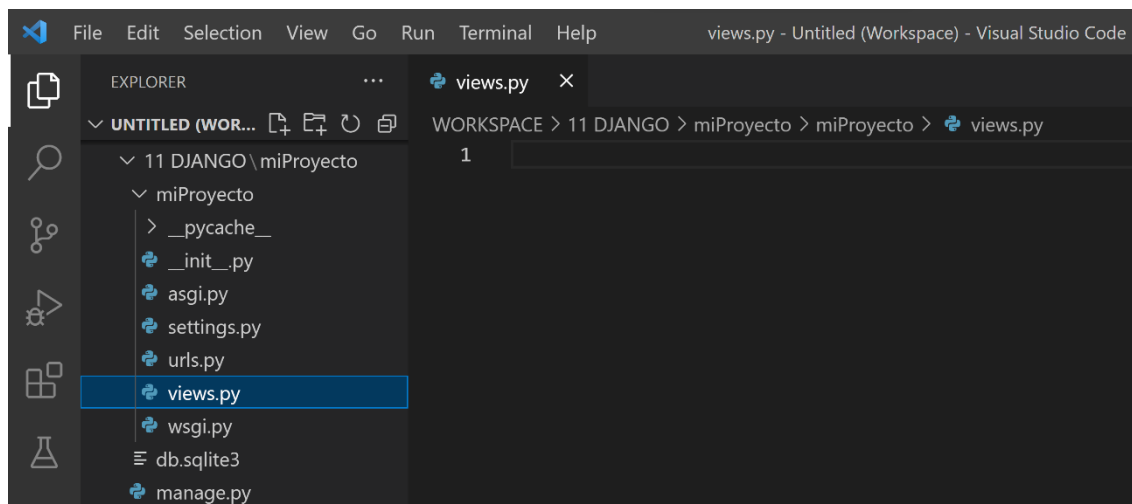 File Edit Selection View Go Run Terminal Help views.py - Untitled (Workspace) - Visual Studio Code
EXPLORER ···
UNTITLED (WOR...
11 DJANGO \ miProyecto
miProyecto
__pycache__
__init__.py
asgi.py
settings.py
urls.py
views.py
wsgi.py
db.sqlite3
manage.py
views.py
WORKSPACE > 11 DJANGO > miProyecto > miProyecto > views.py
1